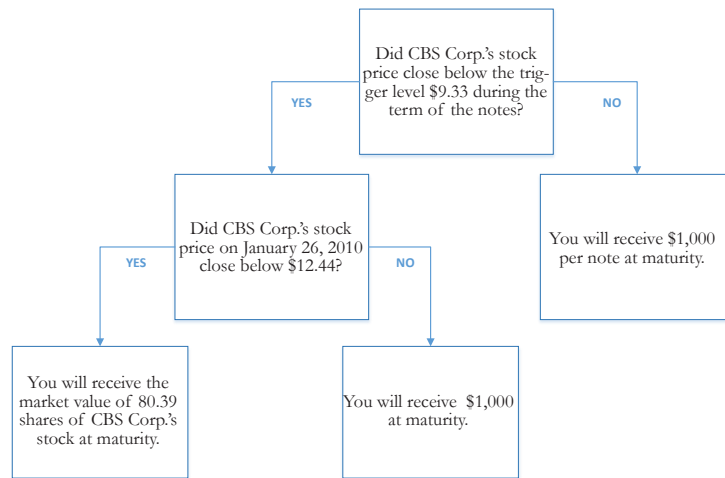 Did CBS Corp.'s stock
price close below the trig-
ger level $9.33 during the
term of the notes?
YES
NO
Did CBS Corp.'s stock
price on January 26, 2010
close below $12.44?
You will receive $1,000
per note at maturity.
YES
NO
You will receive the
market value of 80.39
shares of CBS Corp.'s
stock at maturity.
You will receive $1,000
at maturity.